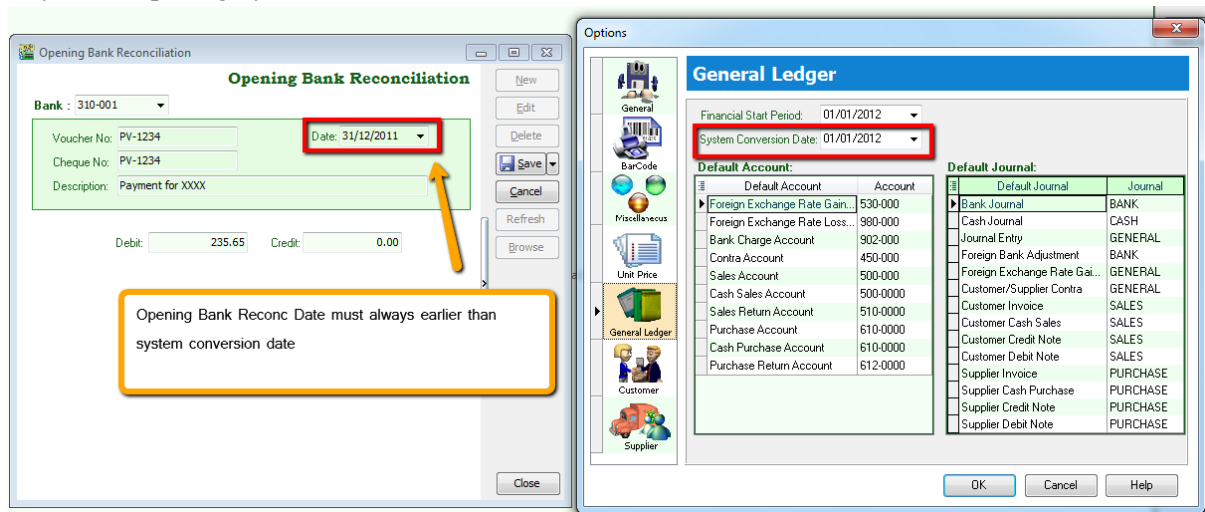 Opening Bank Reconciliation
Opening Bank Reconciliation
Bank : 310-001
Voucher No: PV-1234
Date: 31/12/2011
Cheque No: PV-1234
Description: Payment for XXXX
Debit: 235.65 Credit: 0.00
New
Edit
Delete
Save
Cancel
Refresh
Browse
Opening Bank Reconc Date must always earlier than
system conversion date
Close
Options
General
BarCode
Miscellanecus
Unit Price
General Ledger
Customer
Supplier
General Ledger
Financial Start Period: 01/01/2012
System Conversion Date: 01/01/2012
Default Account:
Default Account Account
Foreign Exchange Rate Gain... 530-000
Foreign Exchange Rate Loss... 980-000
Bank Charge Account 902-000
Contra Account 450-000
Sales Account 500-000
Cash Sales Account 500-0000
Sales Return Account 510-0000
Purchase Account 610-0000
Cash Purchase Account 610-0000
Purchase Return Account 612-0000
Default Journal:
Default Journal Journal
Bank Journal BANK
Cash Journal CASH
Journal Entry GENERAL
Foreign Bank Adjustment BANK
Foreign Exchange Rate Gai... GENERAL
Customer/Supplier Contra GENERAL
Customer Invoice SALES
Customer Cash Sales SALES
Customer Credit Note SALES
Customer Debit Note SALES
Supplier Invoice PURCHASE
Supplier Cash Purchase PURCHASE
Supplier Credit Note PURCHASE
Supplier Debit Note PURCHASE
OK
Cancel
Help